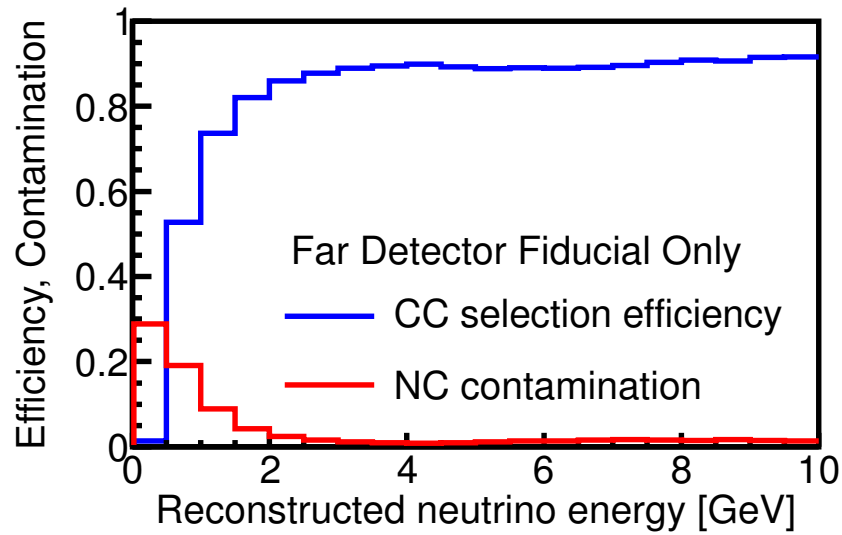 Efficiency, Contamination
1
0.8
0.6
0.4
0.2
0
Far Detector Fiducial Only
CC selection efficiency
NC contamination
0 2 4 6 8 10
Reconstructed neutrino energy [GeV]